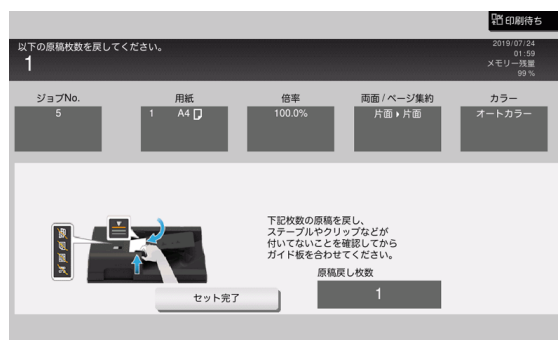 印刷待ち
以下の原稿枚数を戻してください。
1
2019/07/24
01:59
メモリー残量
99 %
ジョブNo.
5
用紙
1 A4
倍率
100.0%
両面 / ページ集約
片面 ▸ 片面
カラー
オートカラー
下記枚数の原稿を戻し、
ステープルやクリップなどが
付いてないことを確認してから
ガイド板を合わせてください。
原稿戻し枚数
1
セット完了